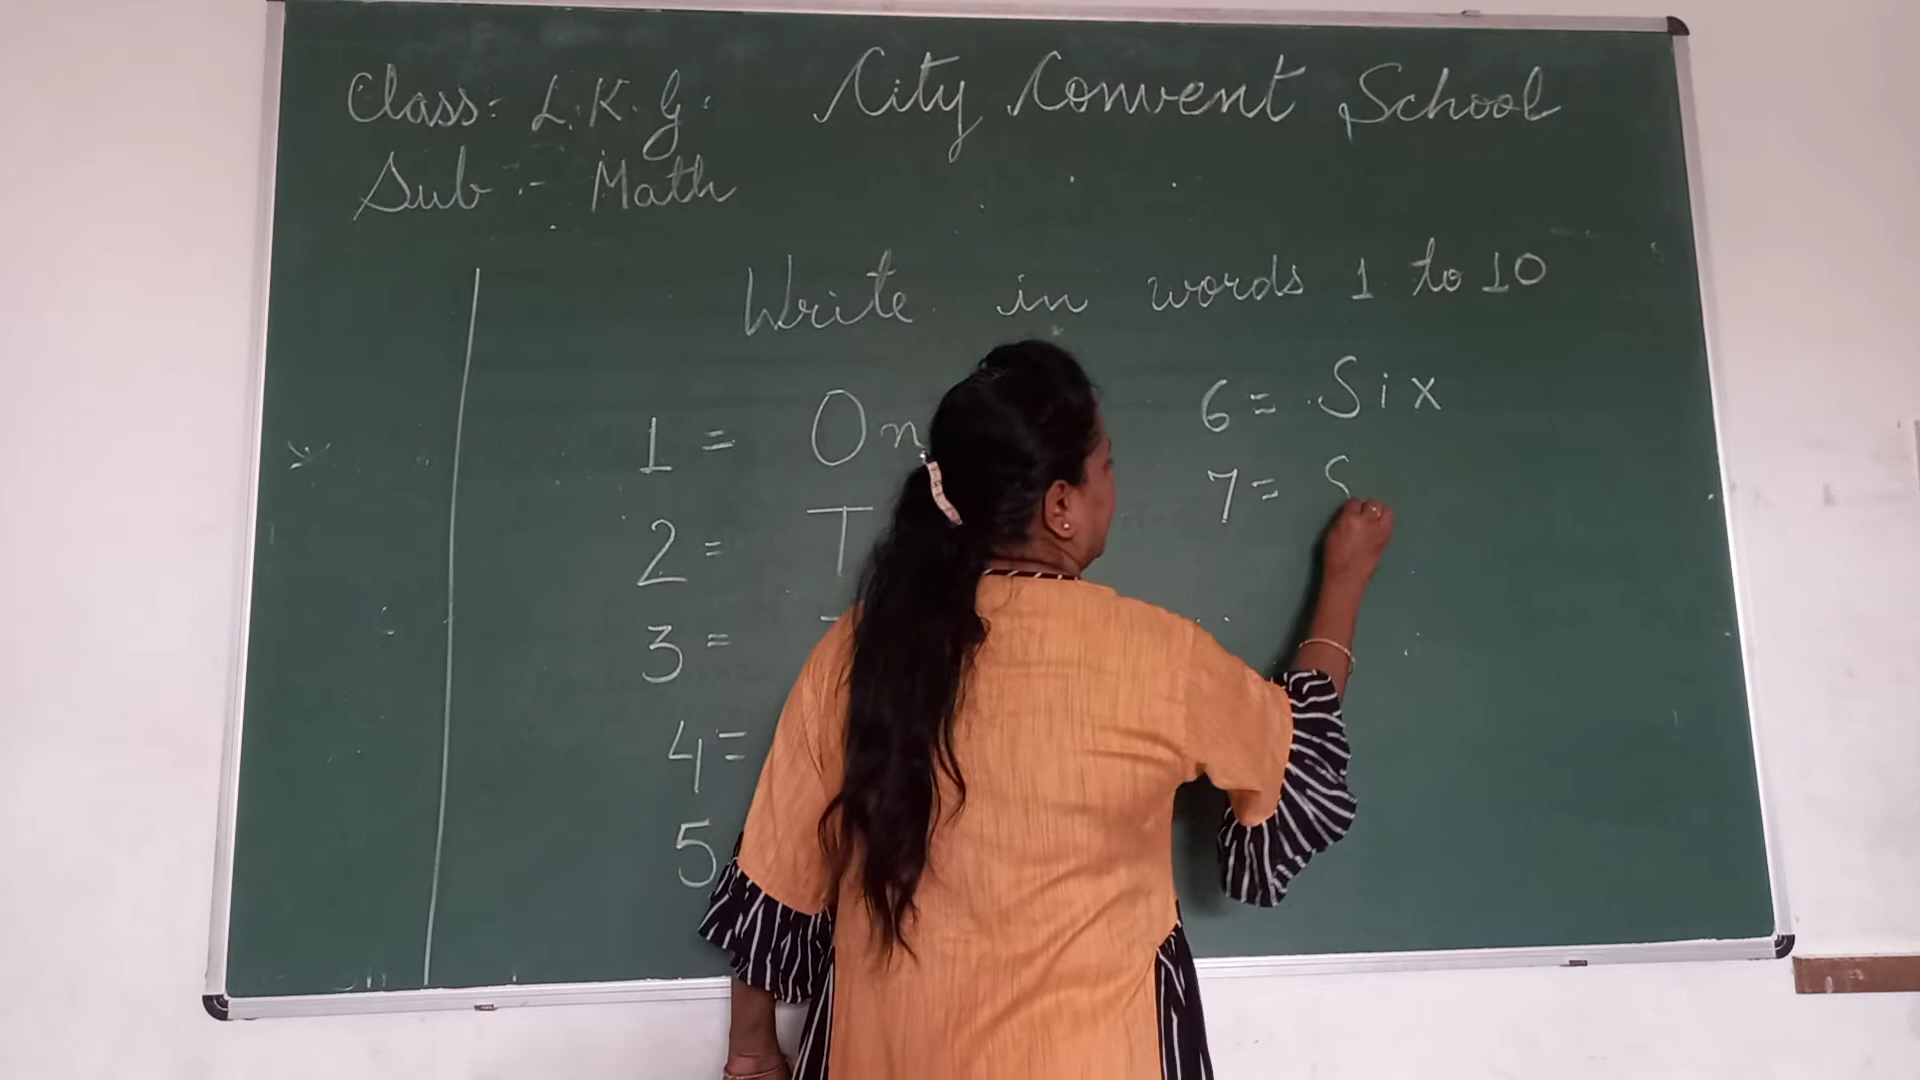 City Convent School
Class:- L.K.G.
Sub :- Math
Write in words 1 to 10
1 = On
2 = T
3 =
4 =
5
6 = Six
7 = S